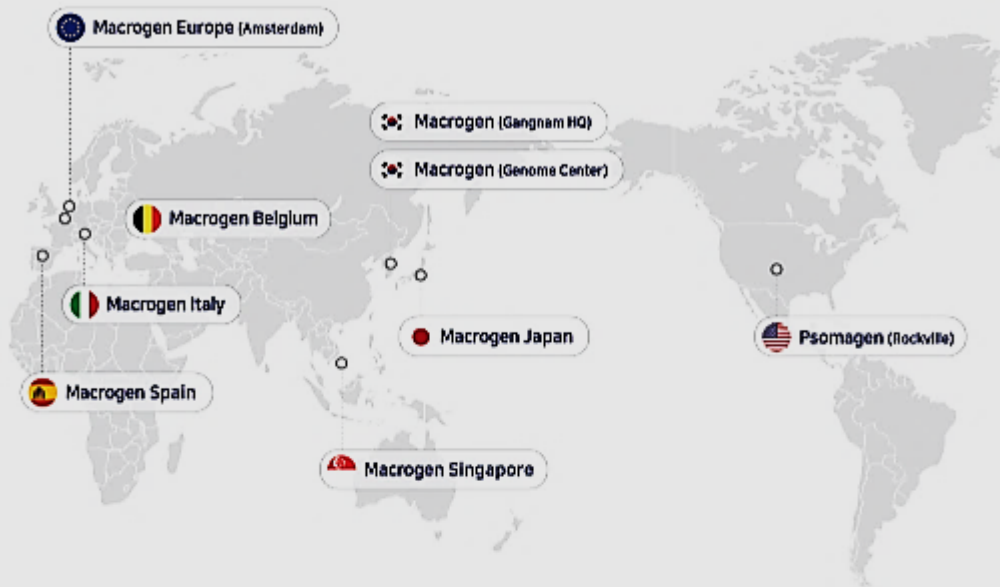 Macrogen Europe (Amsterdam)
Macrogen (Gangnam HQ)
Macrogen (Genome Center)
Macrogen Belgium
Macrogen Italy
Macrogen Japan
Psomagen (Rockville)
Macrogen Spain
Macrogen Singapore